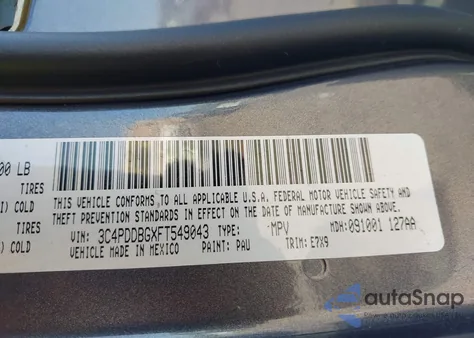 00 LB
TIRES
I) COLD
TIRES
I) COLD
THIS VEHICLE CONFORMS TO ALL APPLICABLE U.S.A. FEDERAL MOTOR VEHICLE SAFETY AND
THEFT PREVENTION STANDARDS IN EFFECT ON THE DATE OF MANUFACTURE SHOWN ABOVE.
VIN: 3C4PDDBGXFT549043 TYPE: MPV MDH: 091001 127AA
VEHICLE MADE IN MEXICO PAINT: PAU TRIM: E7X9
autoSnap